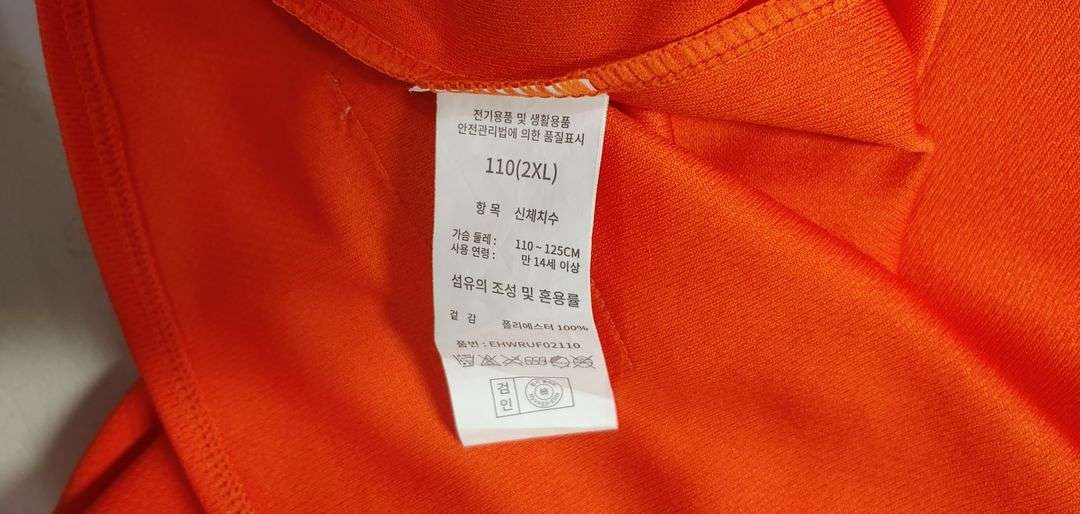 전기용품 및 생활용품
안전관리법에 의한 품질표시
110(2XL)
항 목 신체치수
가슴 둘레 : 110 ~ 125CM
사용 연령 : 만 14세 이상
섬유의 조성 및 혼용률
겉 감 폴리에스터 100%
품번 : EHWRUF02110
검
인